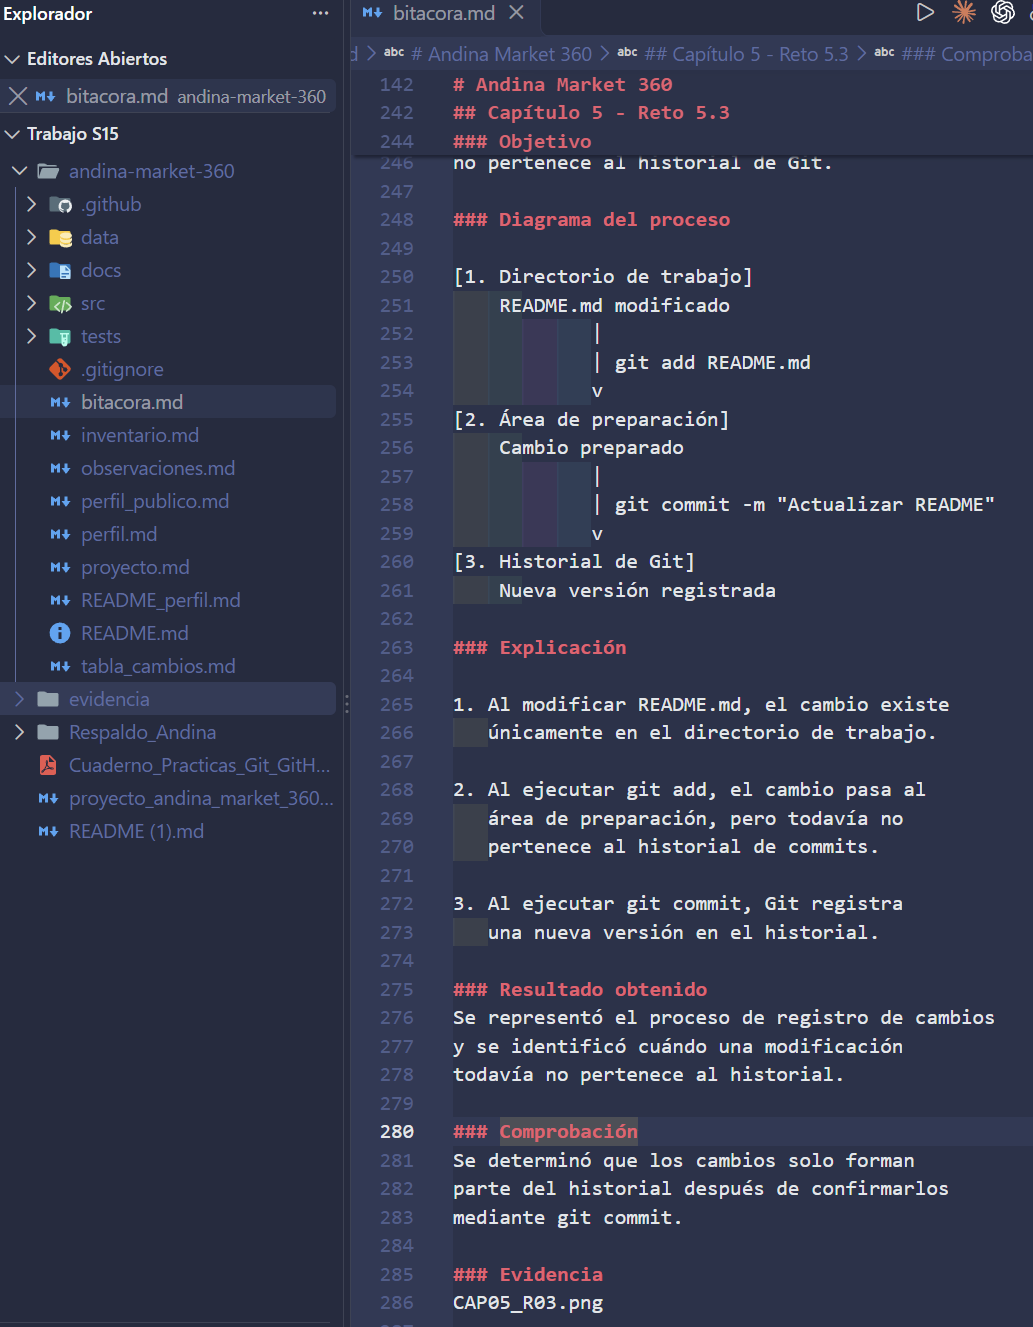 Explorador
Editores Abiertos
bitacora.md andina-market-360
Trabajo S15
andina-market-360
.github
data
docs
src
tests
.gitignore
bitacora.md
inventario.md
observaciones.md
perfil_publico.md
perfil.md
proyecto.md
README_perfil.md
README.md
tabla_cambios.md
evidencia
Respaldo_Andina
Cuaderno_Practicas_Git_GitH...
proyecto_andina_market_360...
README (1).md
bitacora.md
d > abc # Andina Market 360 > abc ## Capítulo 5 - Reto 5.3 > abc ### Comproba
142 # Andina Market 360
242 ## Capítulo 5 - Reto 5.3
244 ### Objetivo
246 no pertenece al historial de Git.
247
248 ### Diagrama del proceso
249
250 [1. Directorio de trabajo]
251 README.md modificado
252 |
253 | git add README.md
254 v
255 [2. Área de preparación]
256 Cambio preparado
257 |
258 | git commit -m "Actualizar README"
259 v
260 [3. Historial de Git]
261 Nueva versión registrada
262
263 ### Explicación
264
265 1. Al modificar README.md, el cambio existe
266 únicamente en el directorio de trabajo.
267
268 2. Al ejecutar git add, el cambio pasa al
269 área de preparación, pero todavía no
270 pertenece al historial de commits.
271
272 3. Al ejecutar git commit, Git registra
273 una nueva versión en el historial.
274
275 ### Resultado obtenido
276 Se representó el proceso de registro de cambios
277 y se identificó cuándo una modificación
278 todavía no pertenece al historial.
279
280 ### Comprobación
281 Se determinó que los cambios solo forman
282 parte del historial después de confirmarlos
283 mediante git commit.
284
285 ### Evidencia
286 CAP05_R03.png